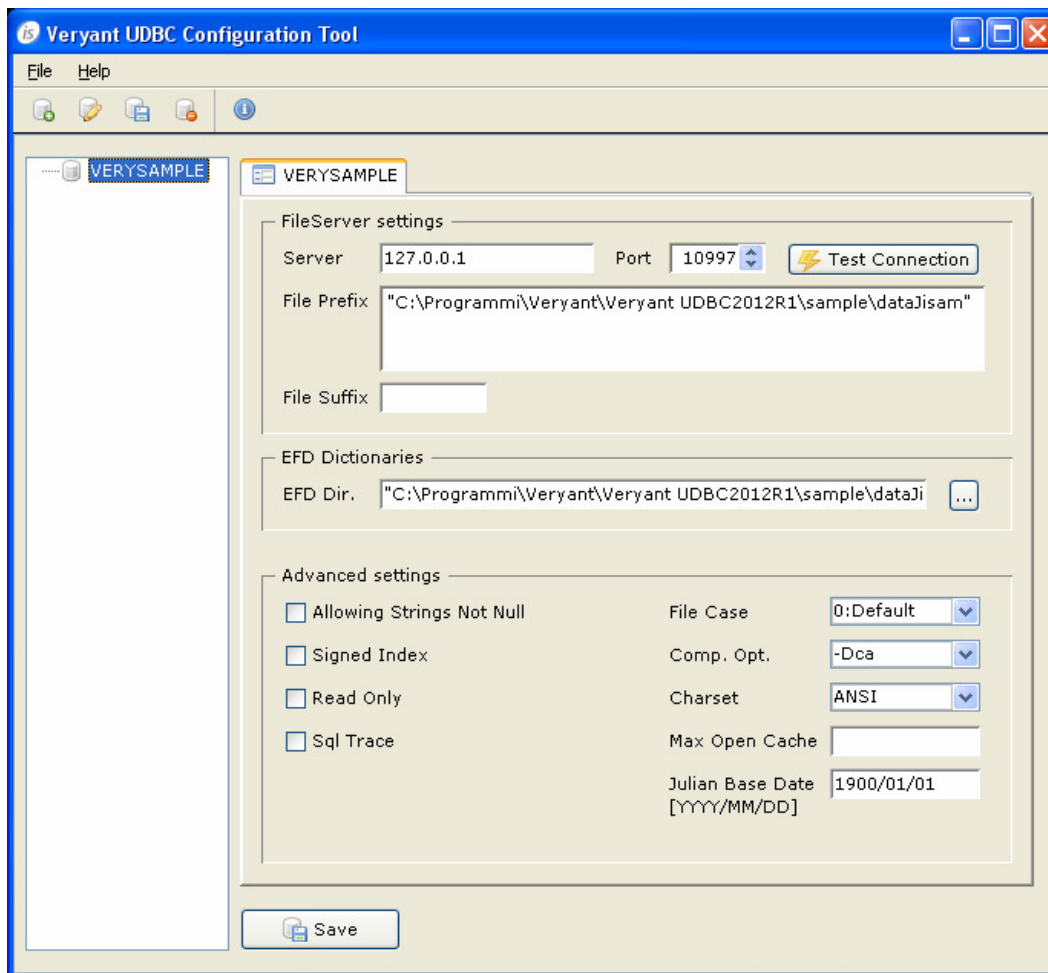 is Veryant UDBC Configuration Tool
File Help
VERYSAMPLE
VERYSAMPLE
FileServer settings
Server 127.0.0.1 Port 10997 Test Connection
File Prefix "C:\Programmi\Veryant\Veryant UDBC2012R1\sample\dataJisam"
File Suffix
EFD Dictionaries
EFD Dir. "C:\Programmi\Veryant\Veryant UDBC2012R1\sample\dataJi ...
Advanced settings
Allowing Strings Not Null File Case 0:Default
Signed Index Comp. Opt. -Dca
Read Only Charset ANSI
Sql Trace Max Open Cache
Julian Base Date 1900/01/01
[YYYY/MM/DD]
Save